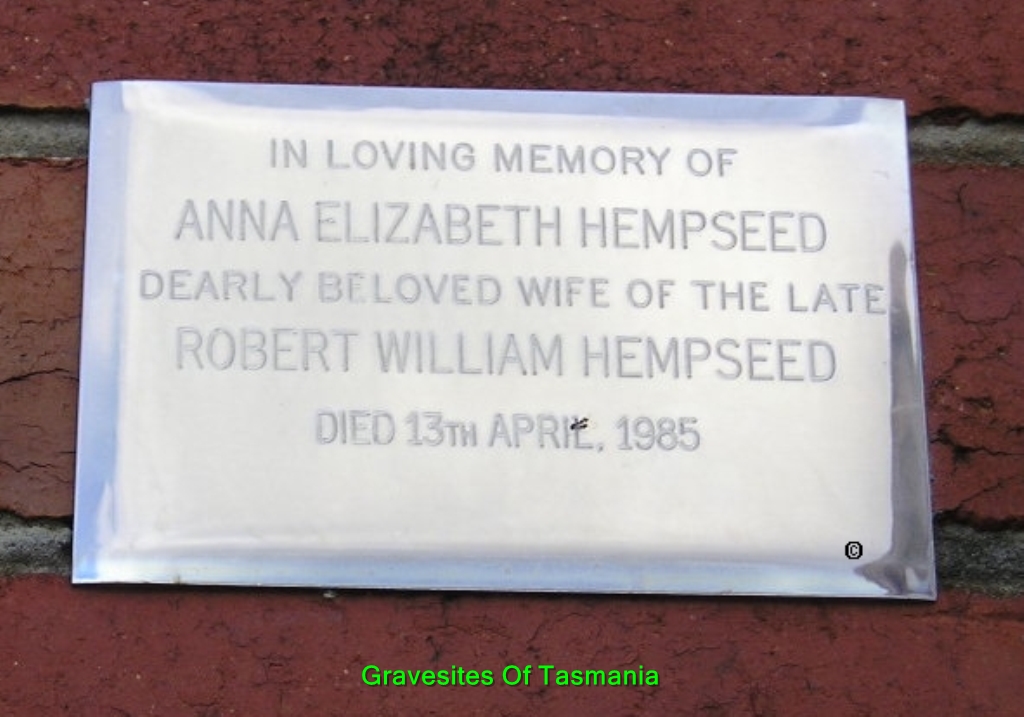 IN LOVING MEMORY OF
ANNA ELIZABETH HEMPSEED
DEARLY BELOVED WIFE OF THE LATE
ROBERT WILLIAM HEMPSEED
DIED 13TH APRIL, 1985
©
Gravesites Of Tasmania